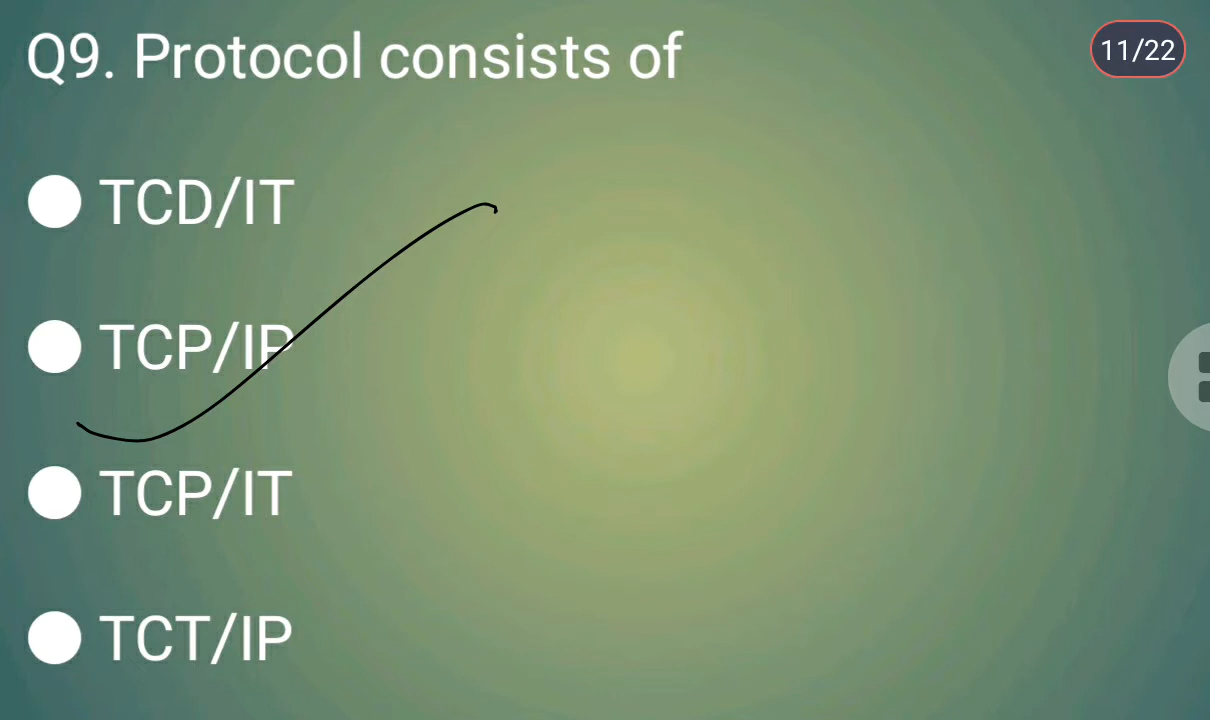 Q9. Protocol consists of
11/22
TCD/IT
TCP/IP
TCP/IT
TCT/IP